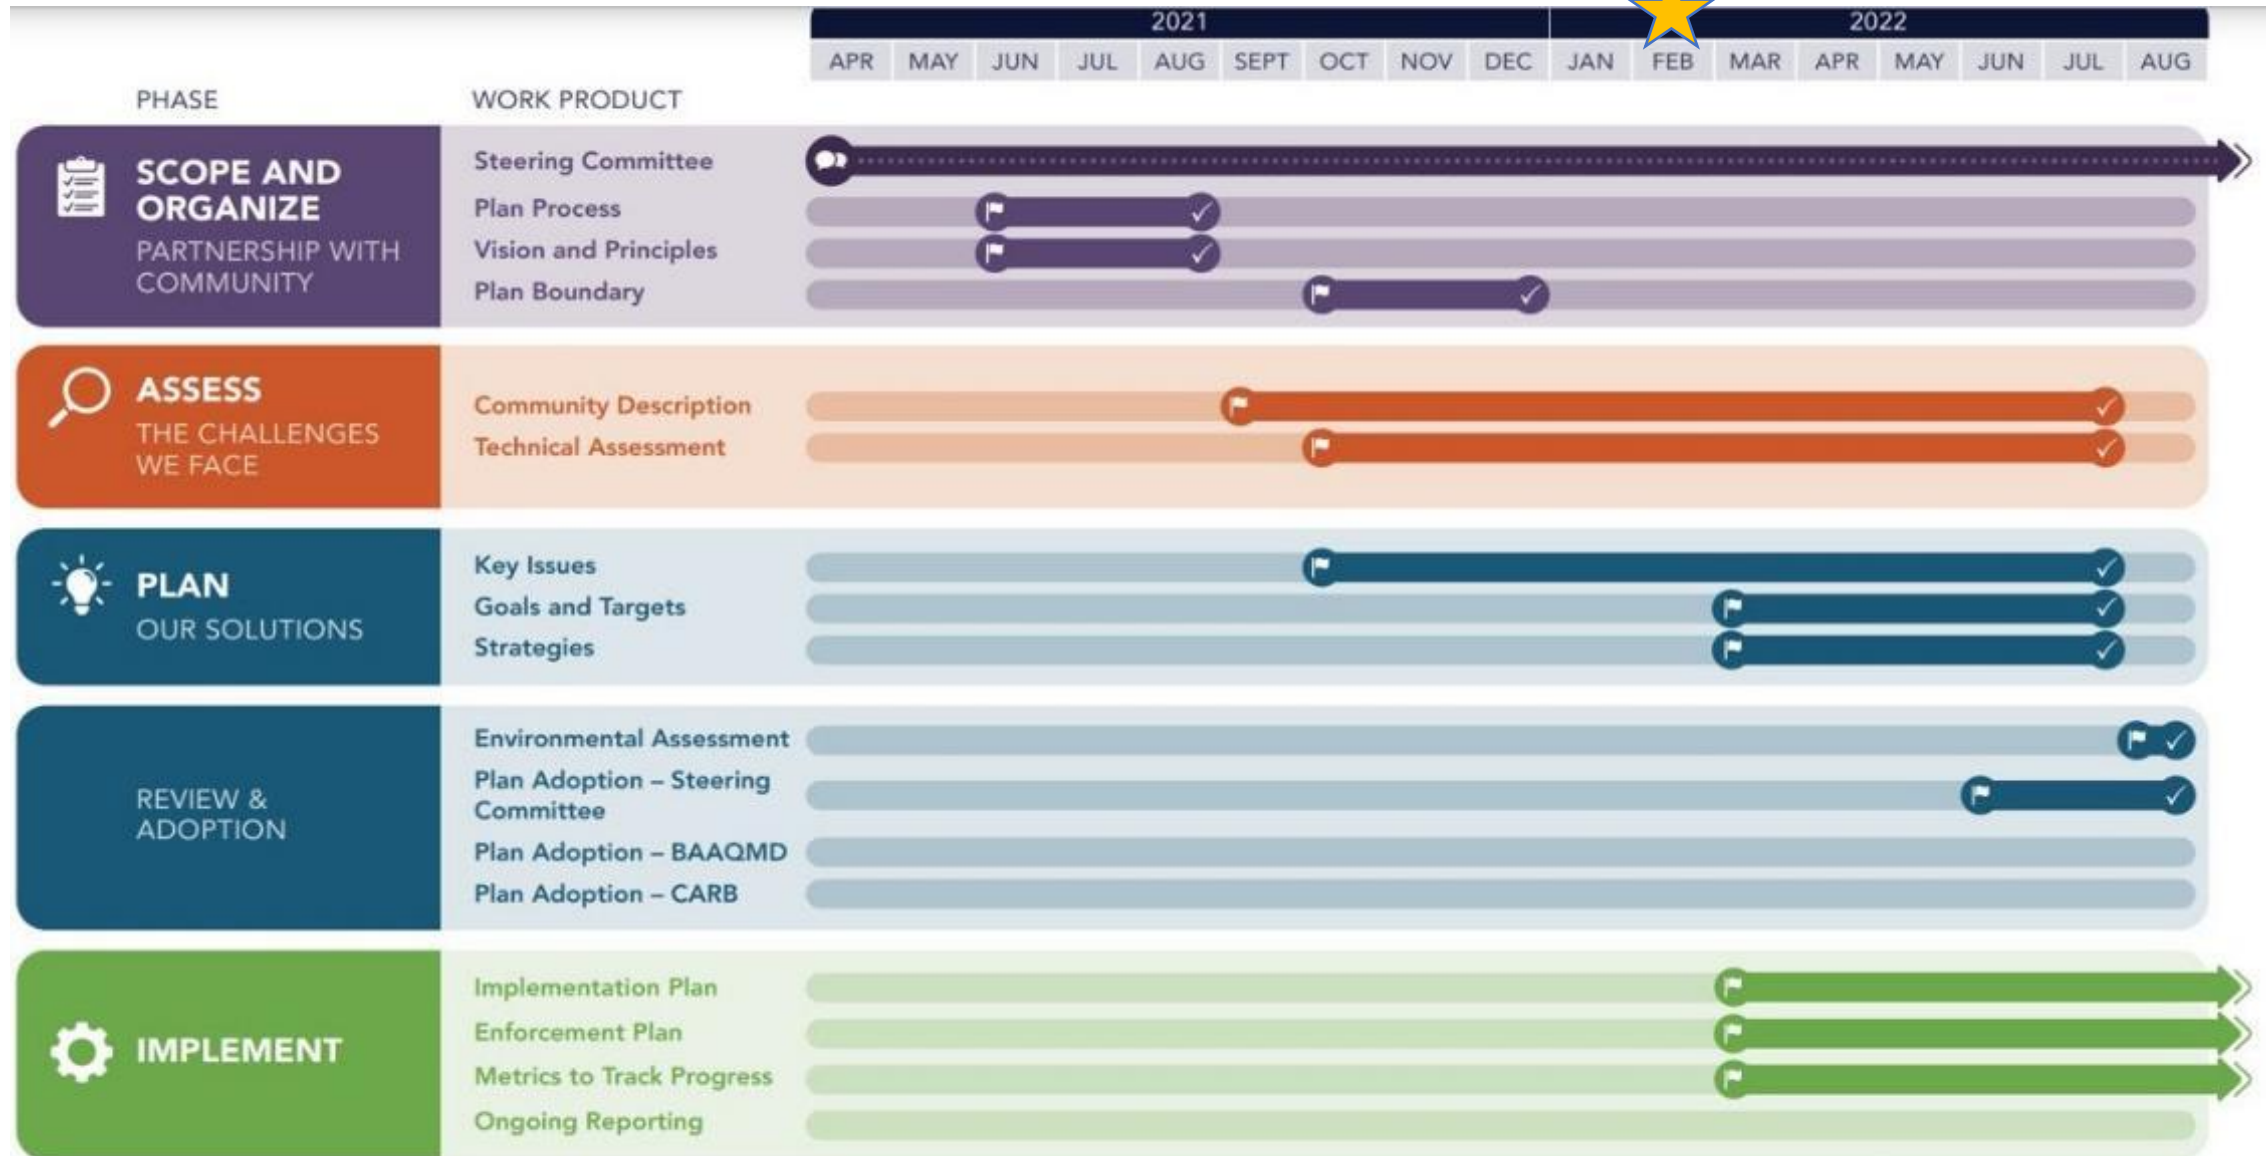 2021 2022
APR MAY JUN JUL AUG SEPT OCT NOV DEC JAN FEB MAR APR MAY JUN JUL AUG
PHASE WORK PRODUCT
SCOPE AND
ORGANIZE
PARTNERSHIP WITH
COMMUNITY
Steering Committee
Plan Process
Vision and Principles
Plan Boundary
ASSESS
THE CHALLENGES
WE FACE
Community Description
Technical Assessment
PLAN
OUR SOLUTIONS
Key Issues
Goals and Targets
Strategies
REVIEW &
ADOPTION
Environmental Assessment
Plan Adoption – Steering
Committee
Plan Adoption – BAAQMD
Plan Adoption – CARB
IMPLEMENT
Implementation Plan
Enforcement Plan
Metrics to Track Progress
Ongoing Reporting